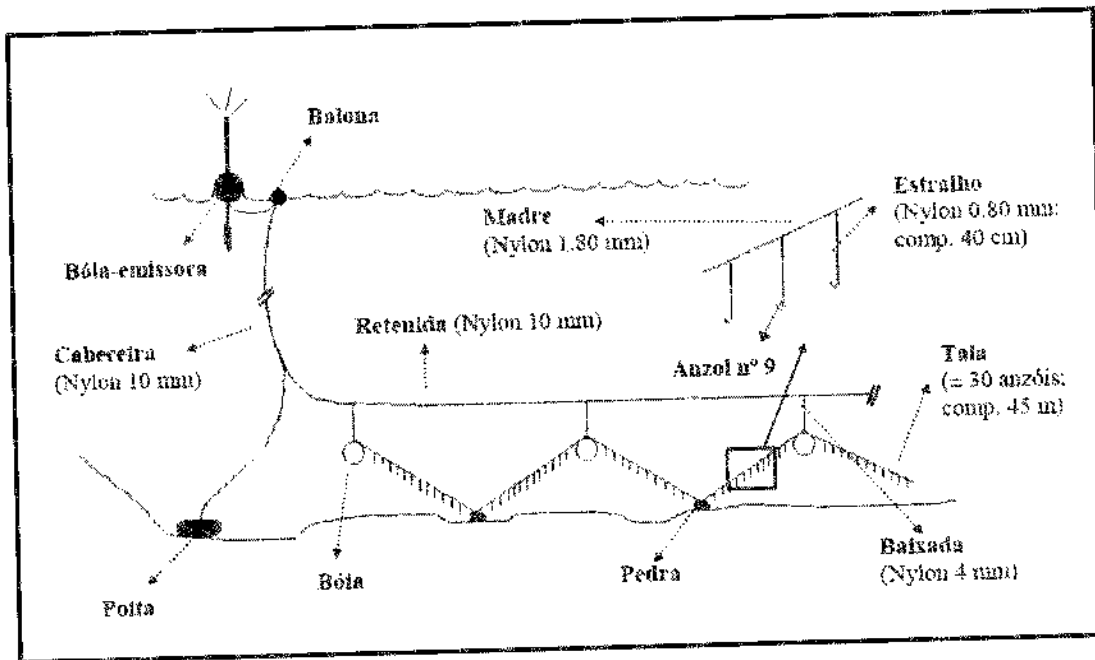 Balona
Estralho
(Nylon 0.80 mm;
comp. 40 cm)
Madre
(Nylon 1.80 mm)
Bóia-emissora
Retenida (Nylon 10 mm)
Cabeceira
(Nylon 10 mm)
Anzol nº 9
Tala
(= 30 anzóis;
comp. 45 m)
Baixada
(Nylon 4 mm)
Pedra
Bóia
Poita